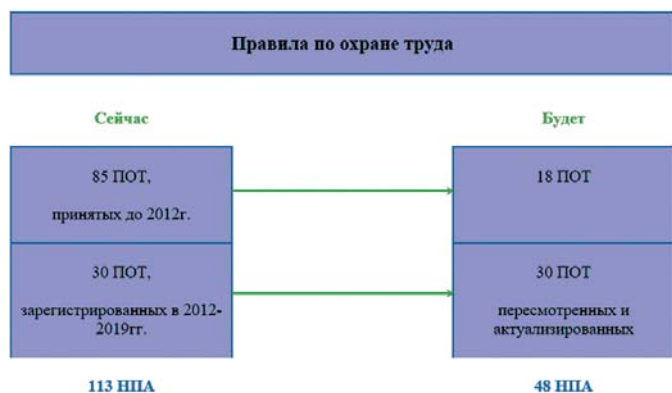 Правила по охране труда
Сейчас
Будет
85 ПОТ,
принятых до 2012г.
18 ПОТ
30 ПОТ,
зарегистрированных в 2012-
2019гг.
30 ПОТ
пересмотренных и
актуализированных
113 НПА
48 НПА